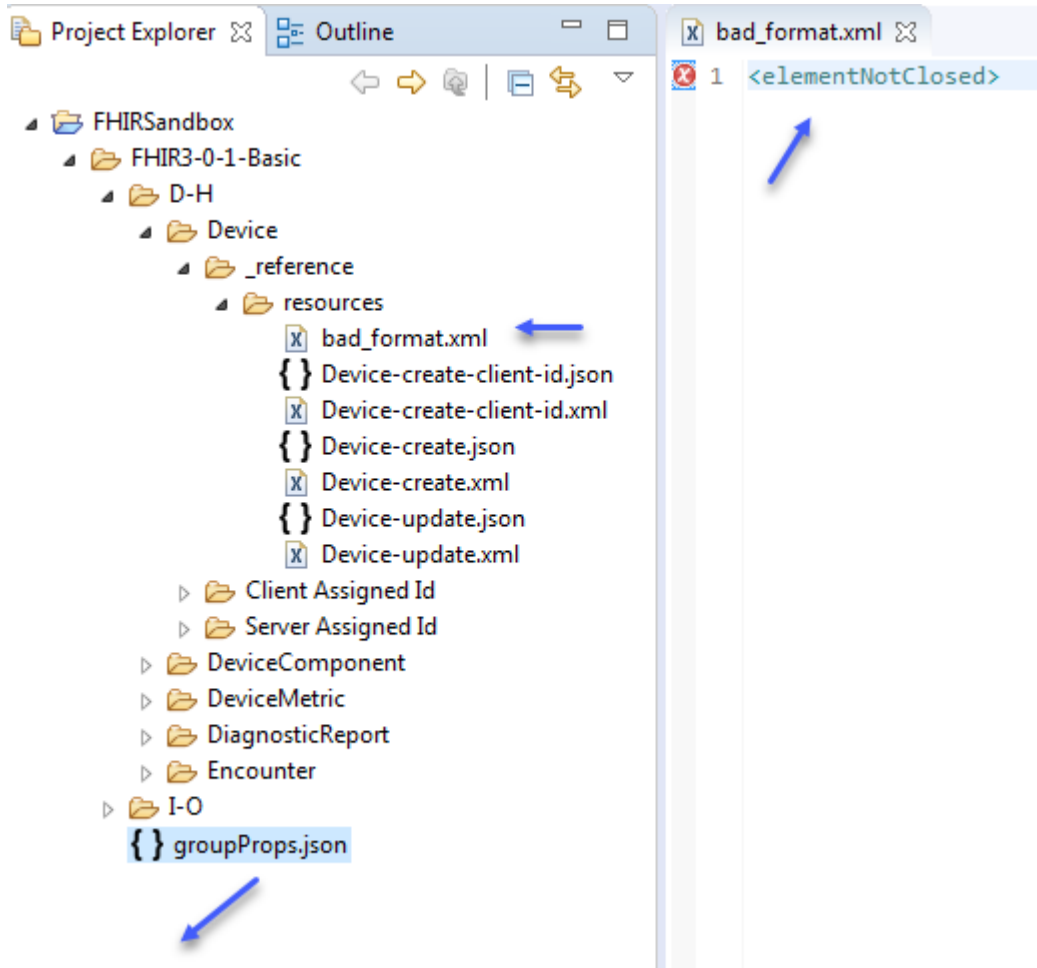 Project Explorer
Outline
FHIRSandbox
FHIR3-0-1-Basic
D-H
Device
_reference
resources
bad_format.xml
{ } Device-create-client-id.json
Device-create-client-id.xml
{ } Device-create.json
Device-create.xml
{ } Device-update.json
Device-update.xml
Client Assigned Id
Server Assigned Id
DeviceComponent
DeviceMetric
DiagnosticReport
Encounter
I-O
{ } groupProps.json
bad_format.xml
1 <elementNotClosed>